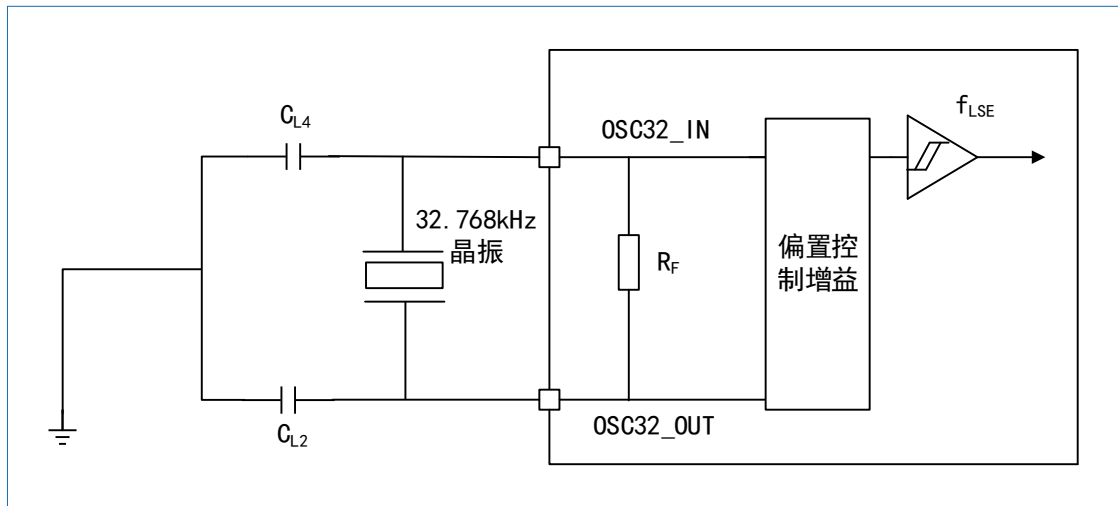 C_L4
OSC32_IN
f_LSE
32.768kHz
晶振
R_F
偏置控
制增益
C_L2
OSC32_OUT